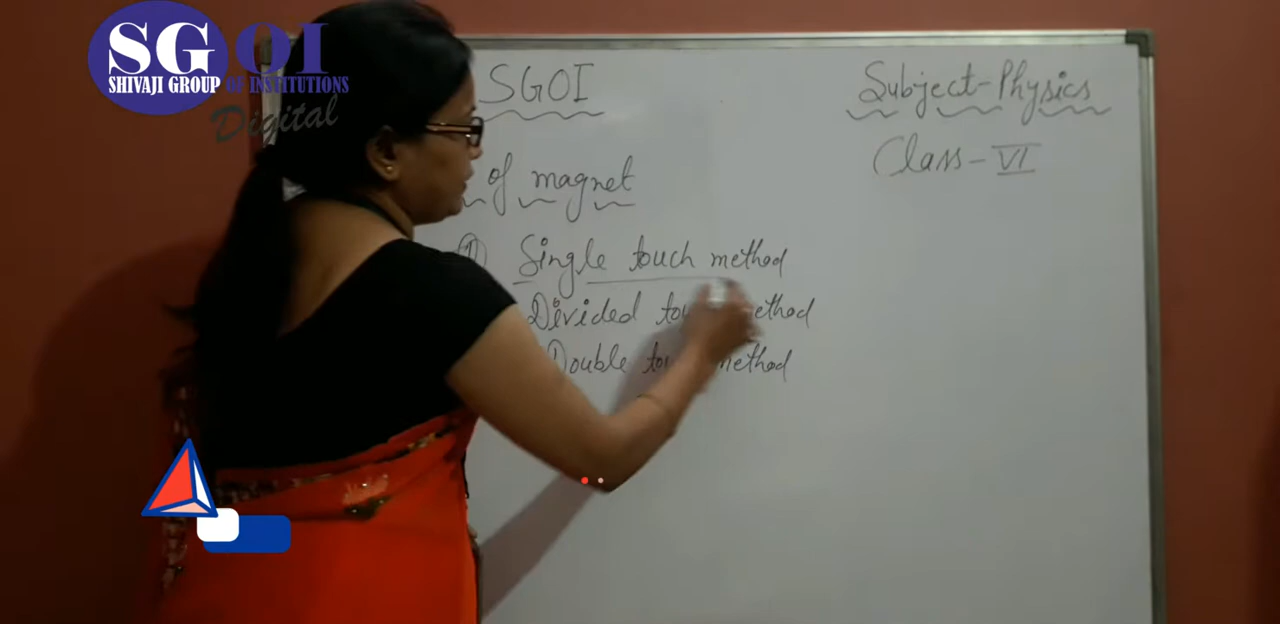 SGOI
SHIVAJI GROUP OF INSTITUTIONS
Digital
SGOI
Subject-Physics
Class-VI
of magnet
① Single touch method
Divided method
Double method